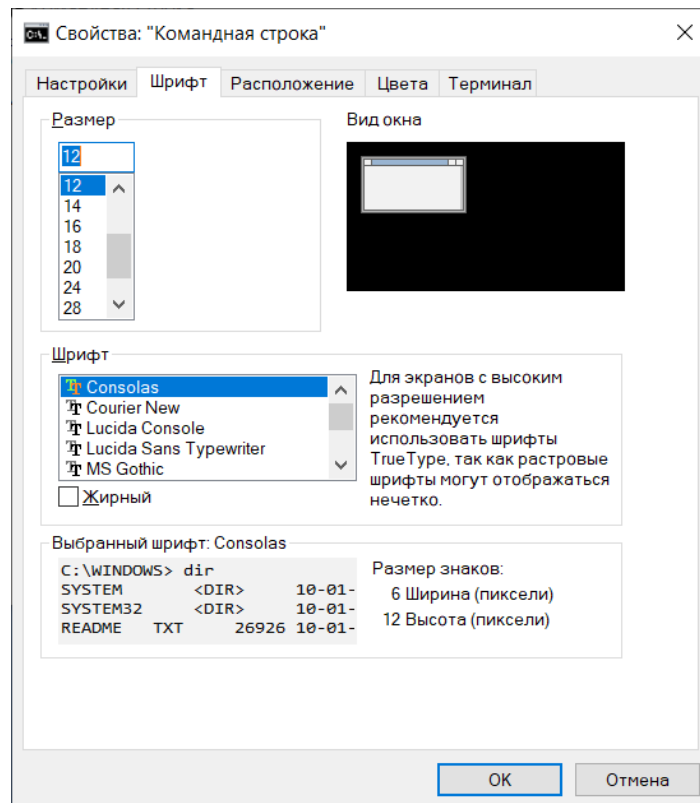 Свойства: "Командная строка"
Настройки Шрифт Расположение Цвета Терминал
Размер
12
12
14
16
18
20
24
28
Вид окна
Шрифт
Consolas
Courier New
Lucida Console
Lucida Sans Typewriter
MS Gothic
Жирный
Для экранов с высоким
разрешением
рекомендуется
использовать шрифты
TrueType, так как растровые
шрифты могут отображаться
нечетко.
Выбранный шрифт: Consolas
C:\WINDOWS> dir
SYSTEM <DIR> 10-01-
SYSTEM32 <DIR> 10-01-
README TXT 26926 10-01-
Размер знаков:
6 Ширина (пиксели)
12 Высота (пиксели)
OK Отмена